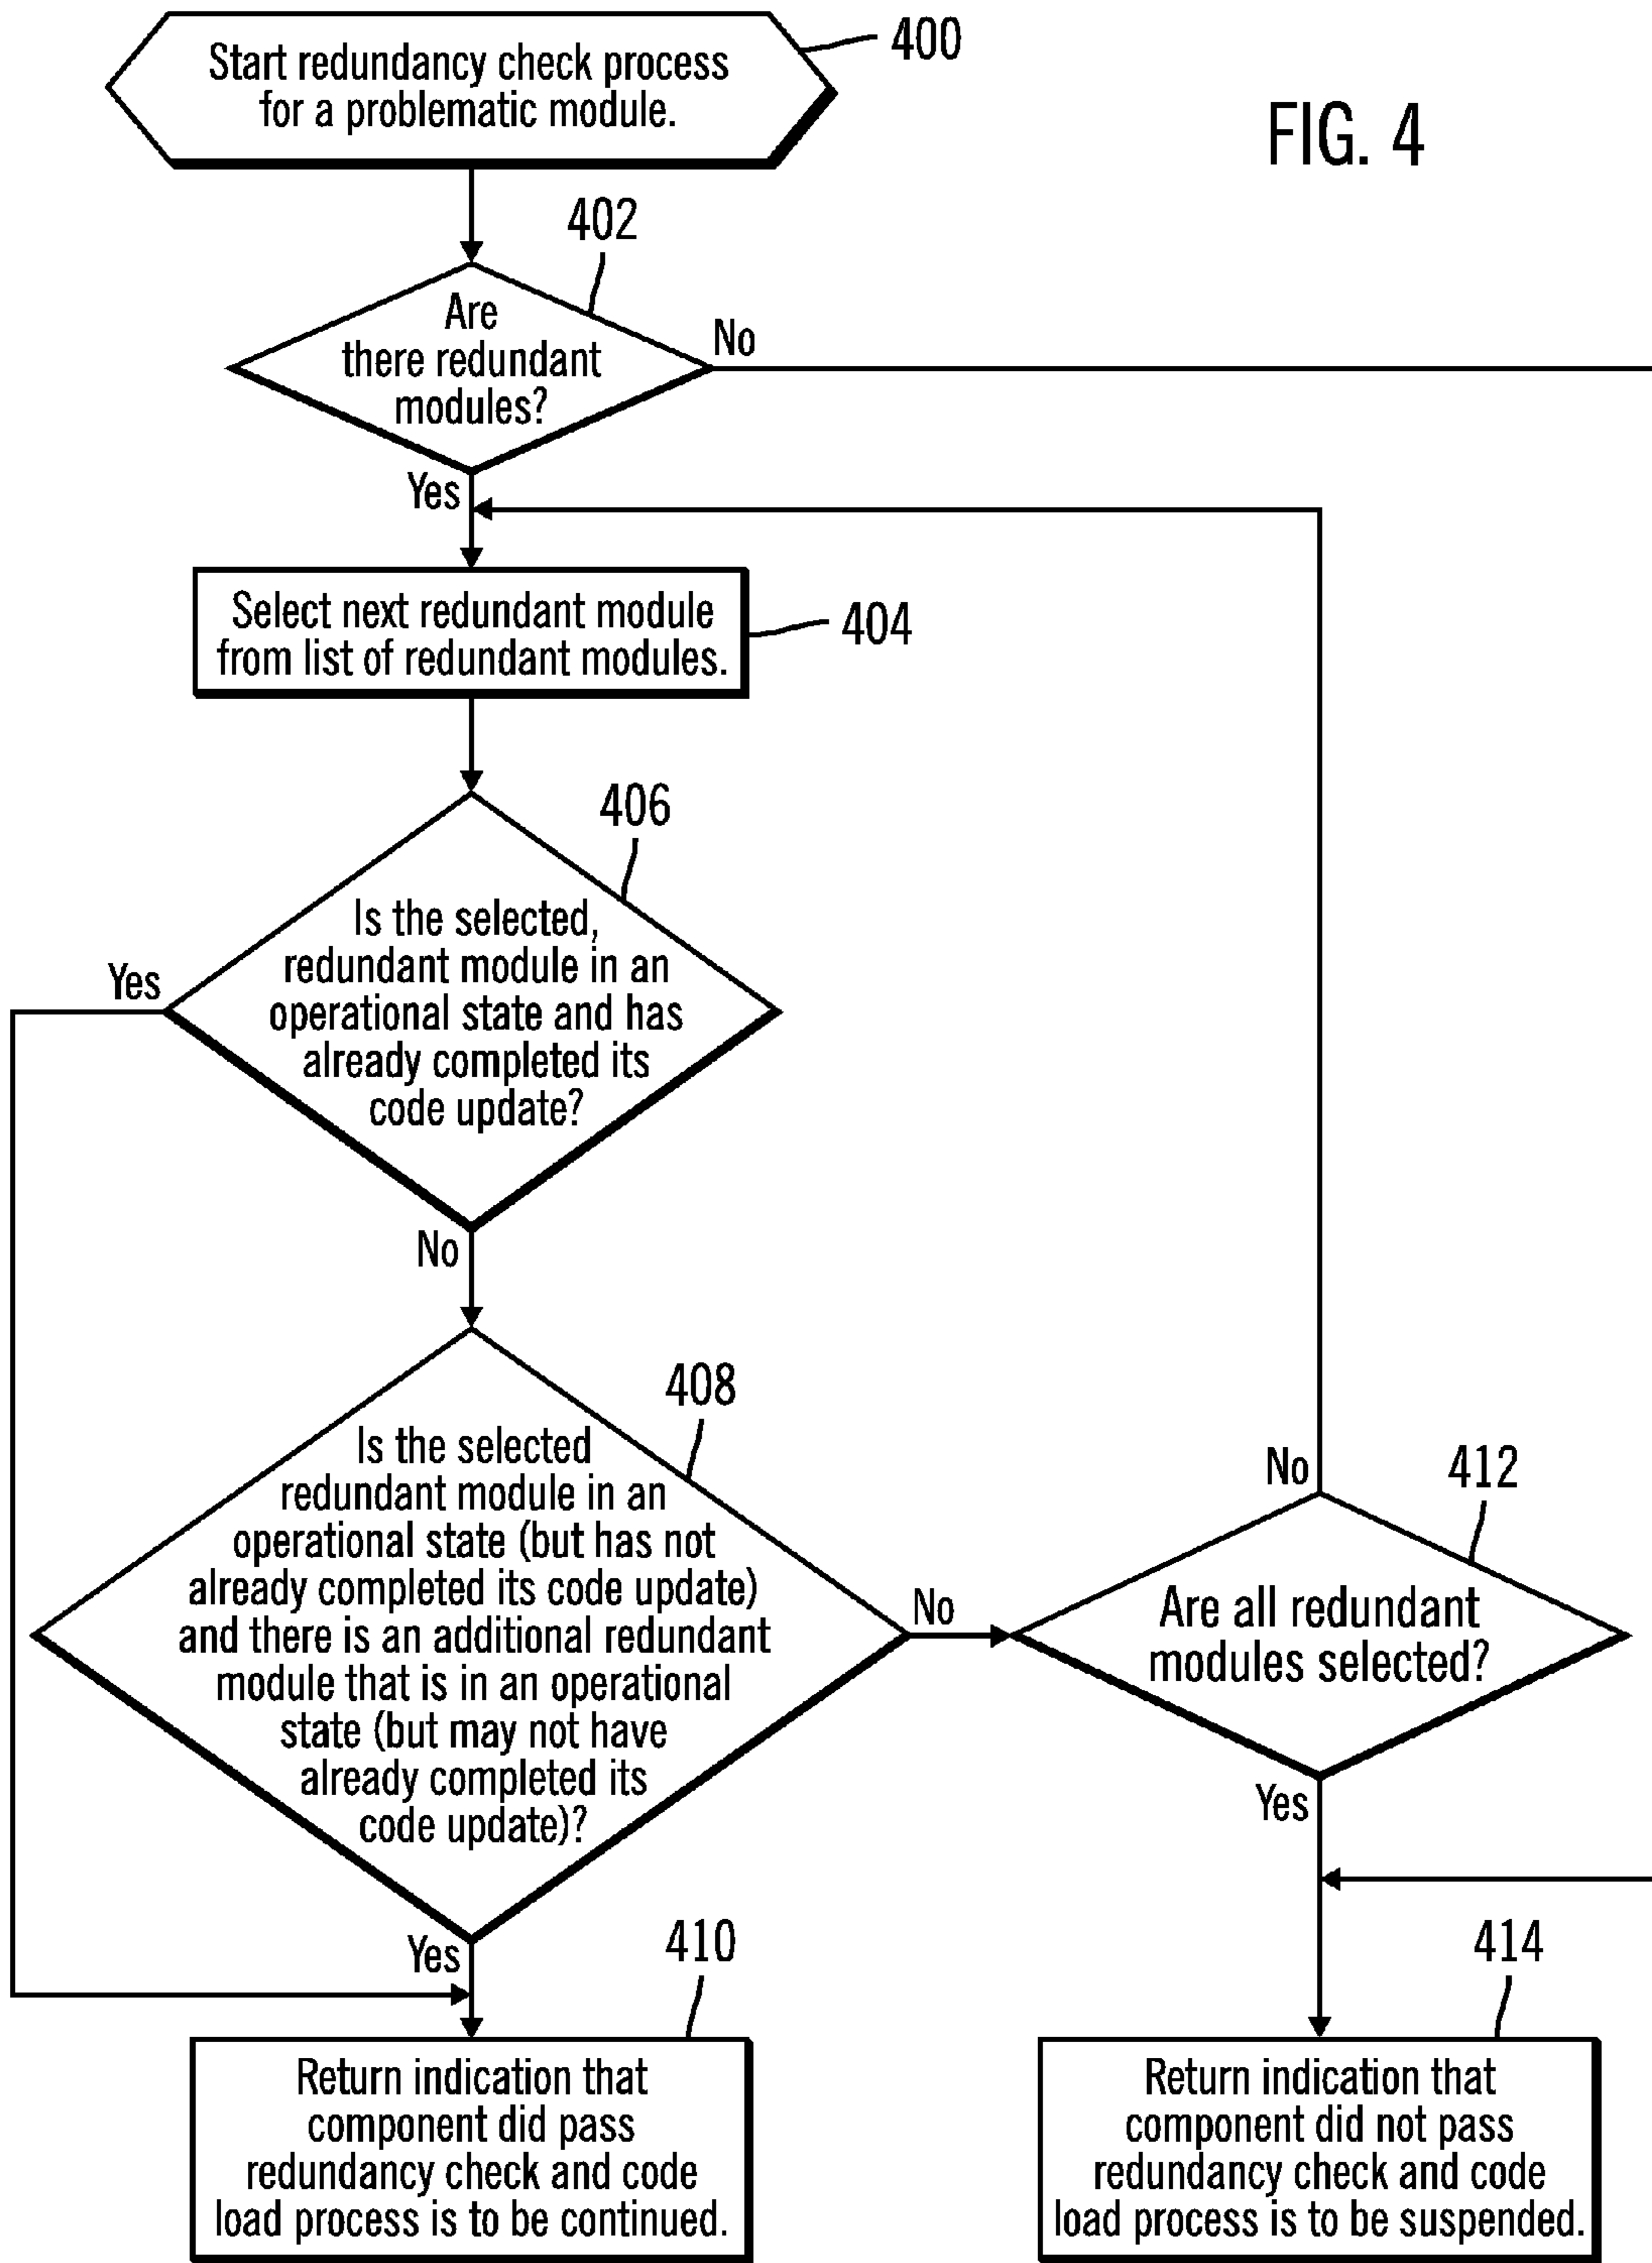 Start redundancy check process
for a problematic module.
400
FIG. 4
402
Are
there redundant
modules?
No
Yes
Select next redundant module
from list of redundant modules.
404
406
Is the selected,
redundant module in an
operational state and has
already completed its
code update?
Yes
No
408
Is the selected
redundant module in an
operational state (but has not
already completed its code update)
and there is an additional redundant
module that is in an operational
state (but may not have
already completed its
code update)?
No
Yes
412
No
Are all redundant
modules selected?
Yes
410
Return indication that
component did pass
redundancy check and code
load process is to be continued.
414
Return indication that
component did not pass
redundancy check and code
load process is to be suspended.